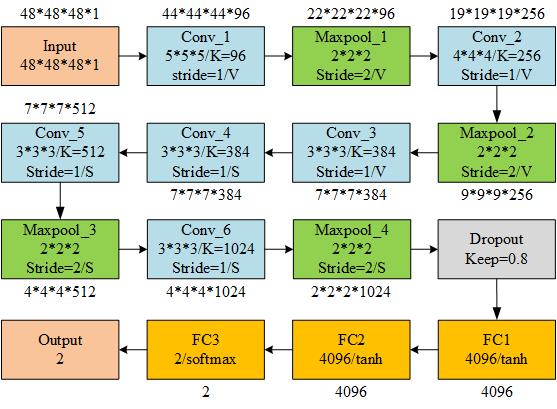 48*48*48*1
44*44*44*96
22*22*22*96
19*19*19*256
Input
48*48*48*1
Conv_1
5*5*5/K=96
stride=1/V
Maxpool_1
2*2*2
Stride=2/V
Conv_2
4*4*4/K=256
Stride=1/V
7*7*7*512
Conv_5
3*3*3/K=512
Stride=1/S
Conv_4
3*3*3/K=384
Stride=1/S
Conv_3
3*3*3/K=384
Stride=1/V
Maxpool_2
2*2*2
Stride=2/V
7*7*7*384
7*7*7*384
9*9*9*256
Maxpool_3
2*2*2
Stride=2/S
Conv_6
3*3*3/K=1024
Stride=1/S
Maxpool_4
2*2*2
Stride=2/S
Dropout
Keep=0.8
4*4*4*512
4*4*4*1024
2*2*2*1024
Output
2
FC3
2/softmax
FC2
4096/tanh
FC1
4096/tanh
2
4096
4096